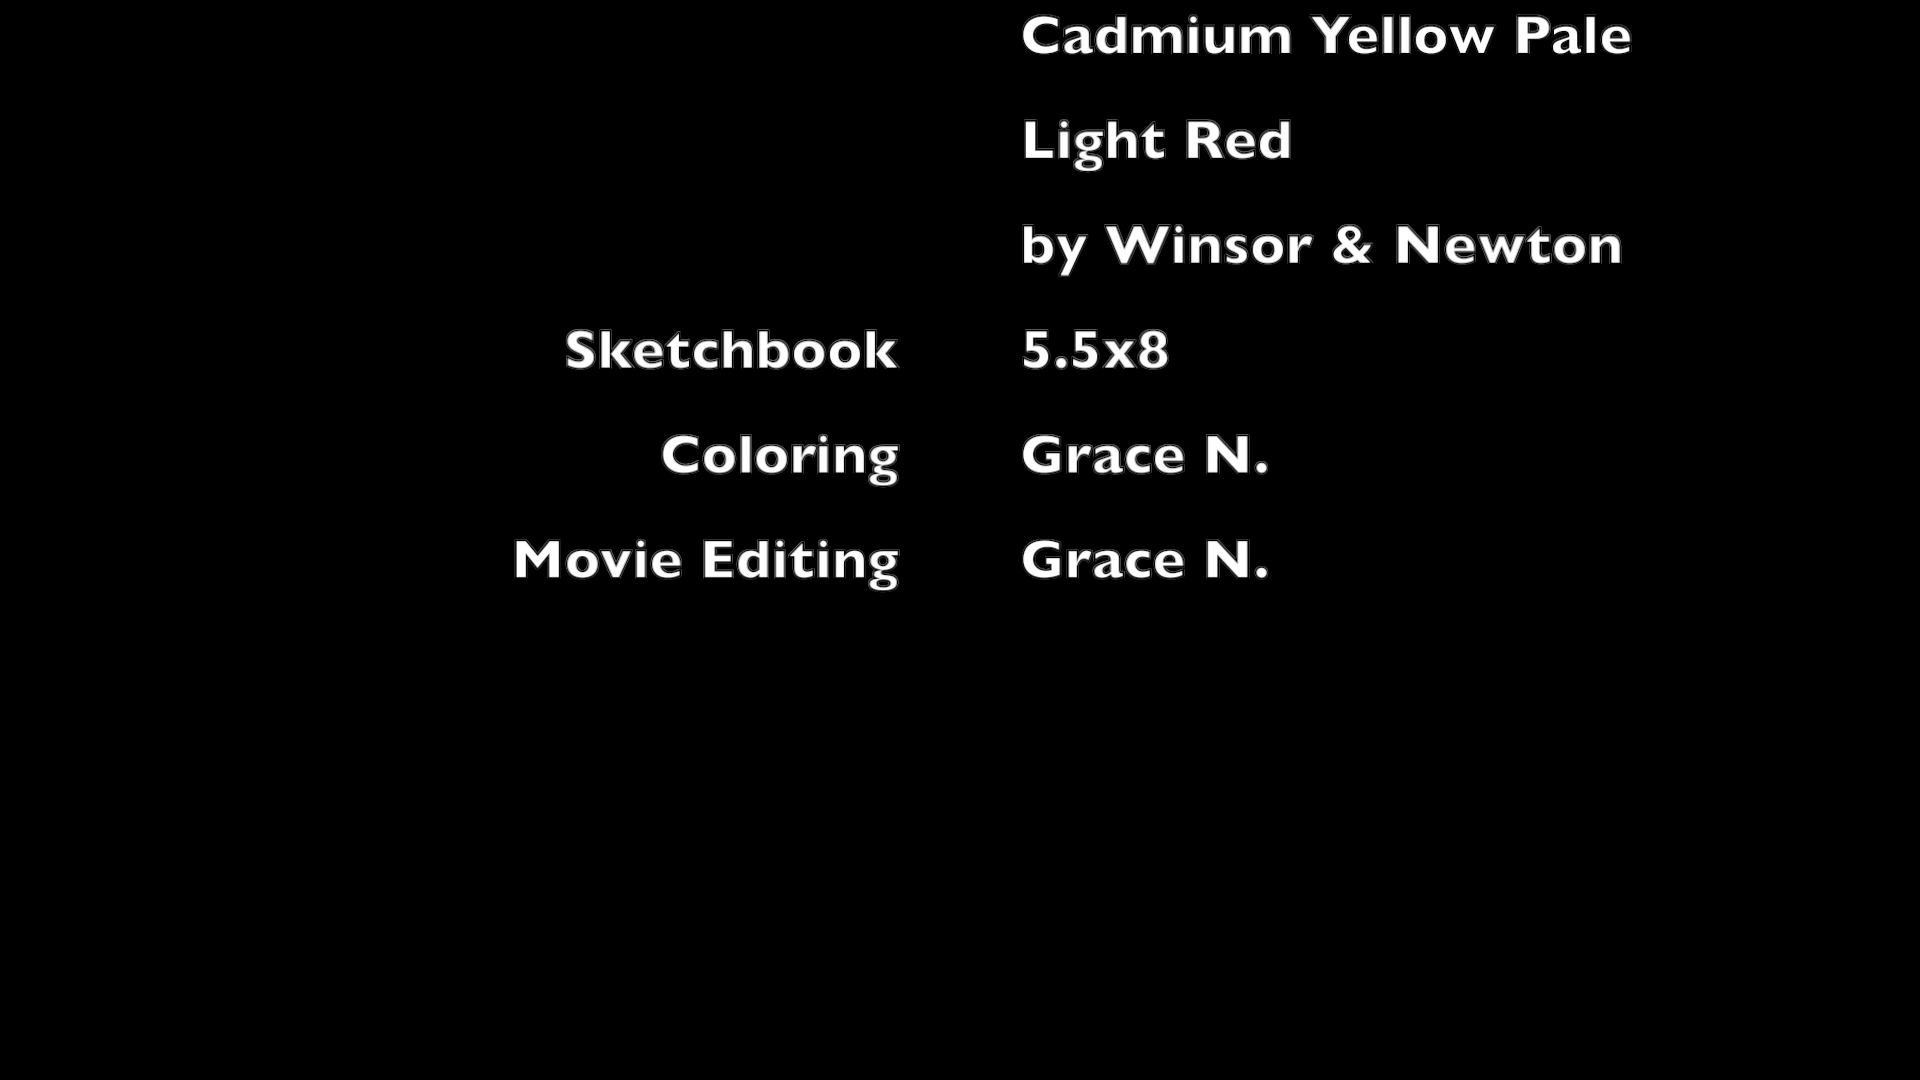 Cadmium Yellow Pale
Light Red
by Winsor & Newton
Sketchbook 5.5x8
Coloring Grace N.
Movie Editing Grace N.